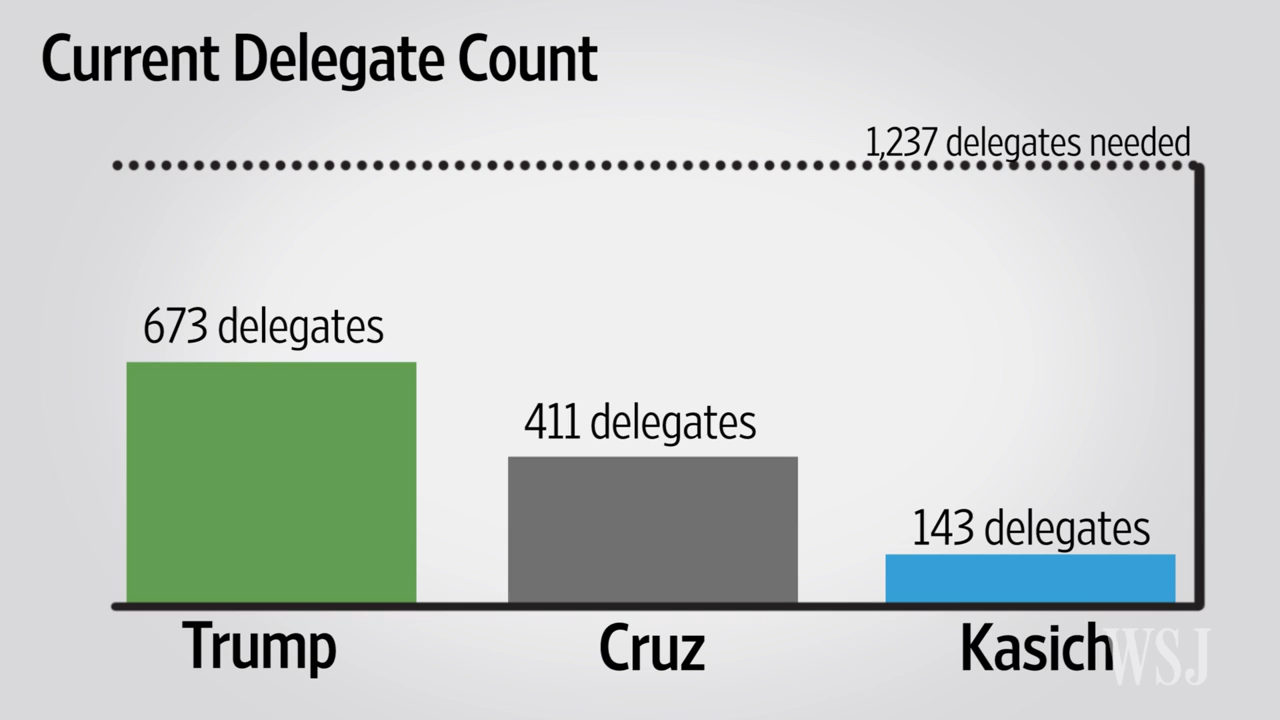 Current Delegate Count
1,237 delegates needed
673 delegates
411 delegates
143 delegates
Trump
Cruz
Kasich
WSJ